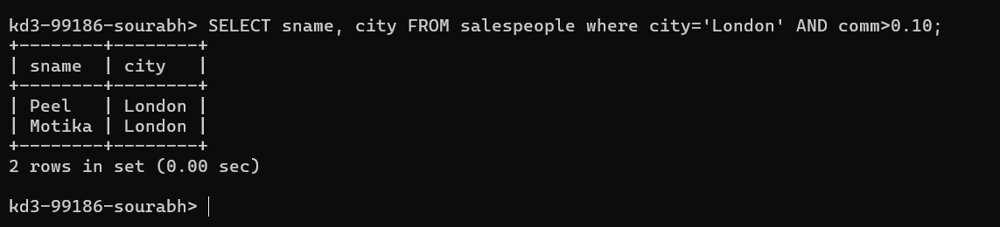 kd3-99186-sourabh> SELECT sname, city FROM salespeople where city='London' AND comm>0.10;
+--------+--------+
| sname  | city   |
+--------+--------+
| Peel   | London |
| Motika | London |
+--------+--------+
2 rows in set (0.00 sec)
kd3-99186-sourabh>